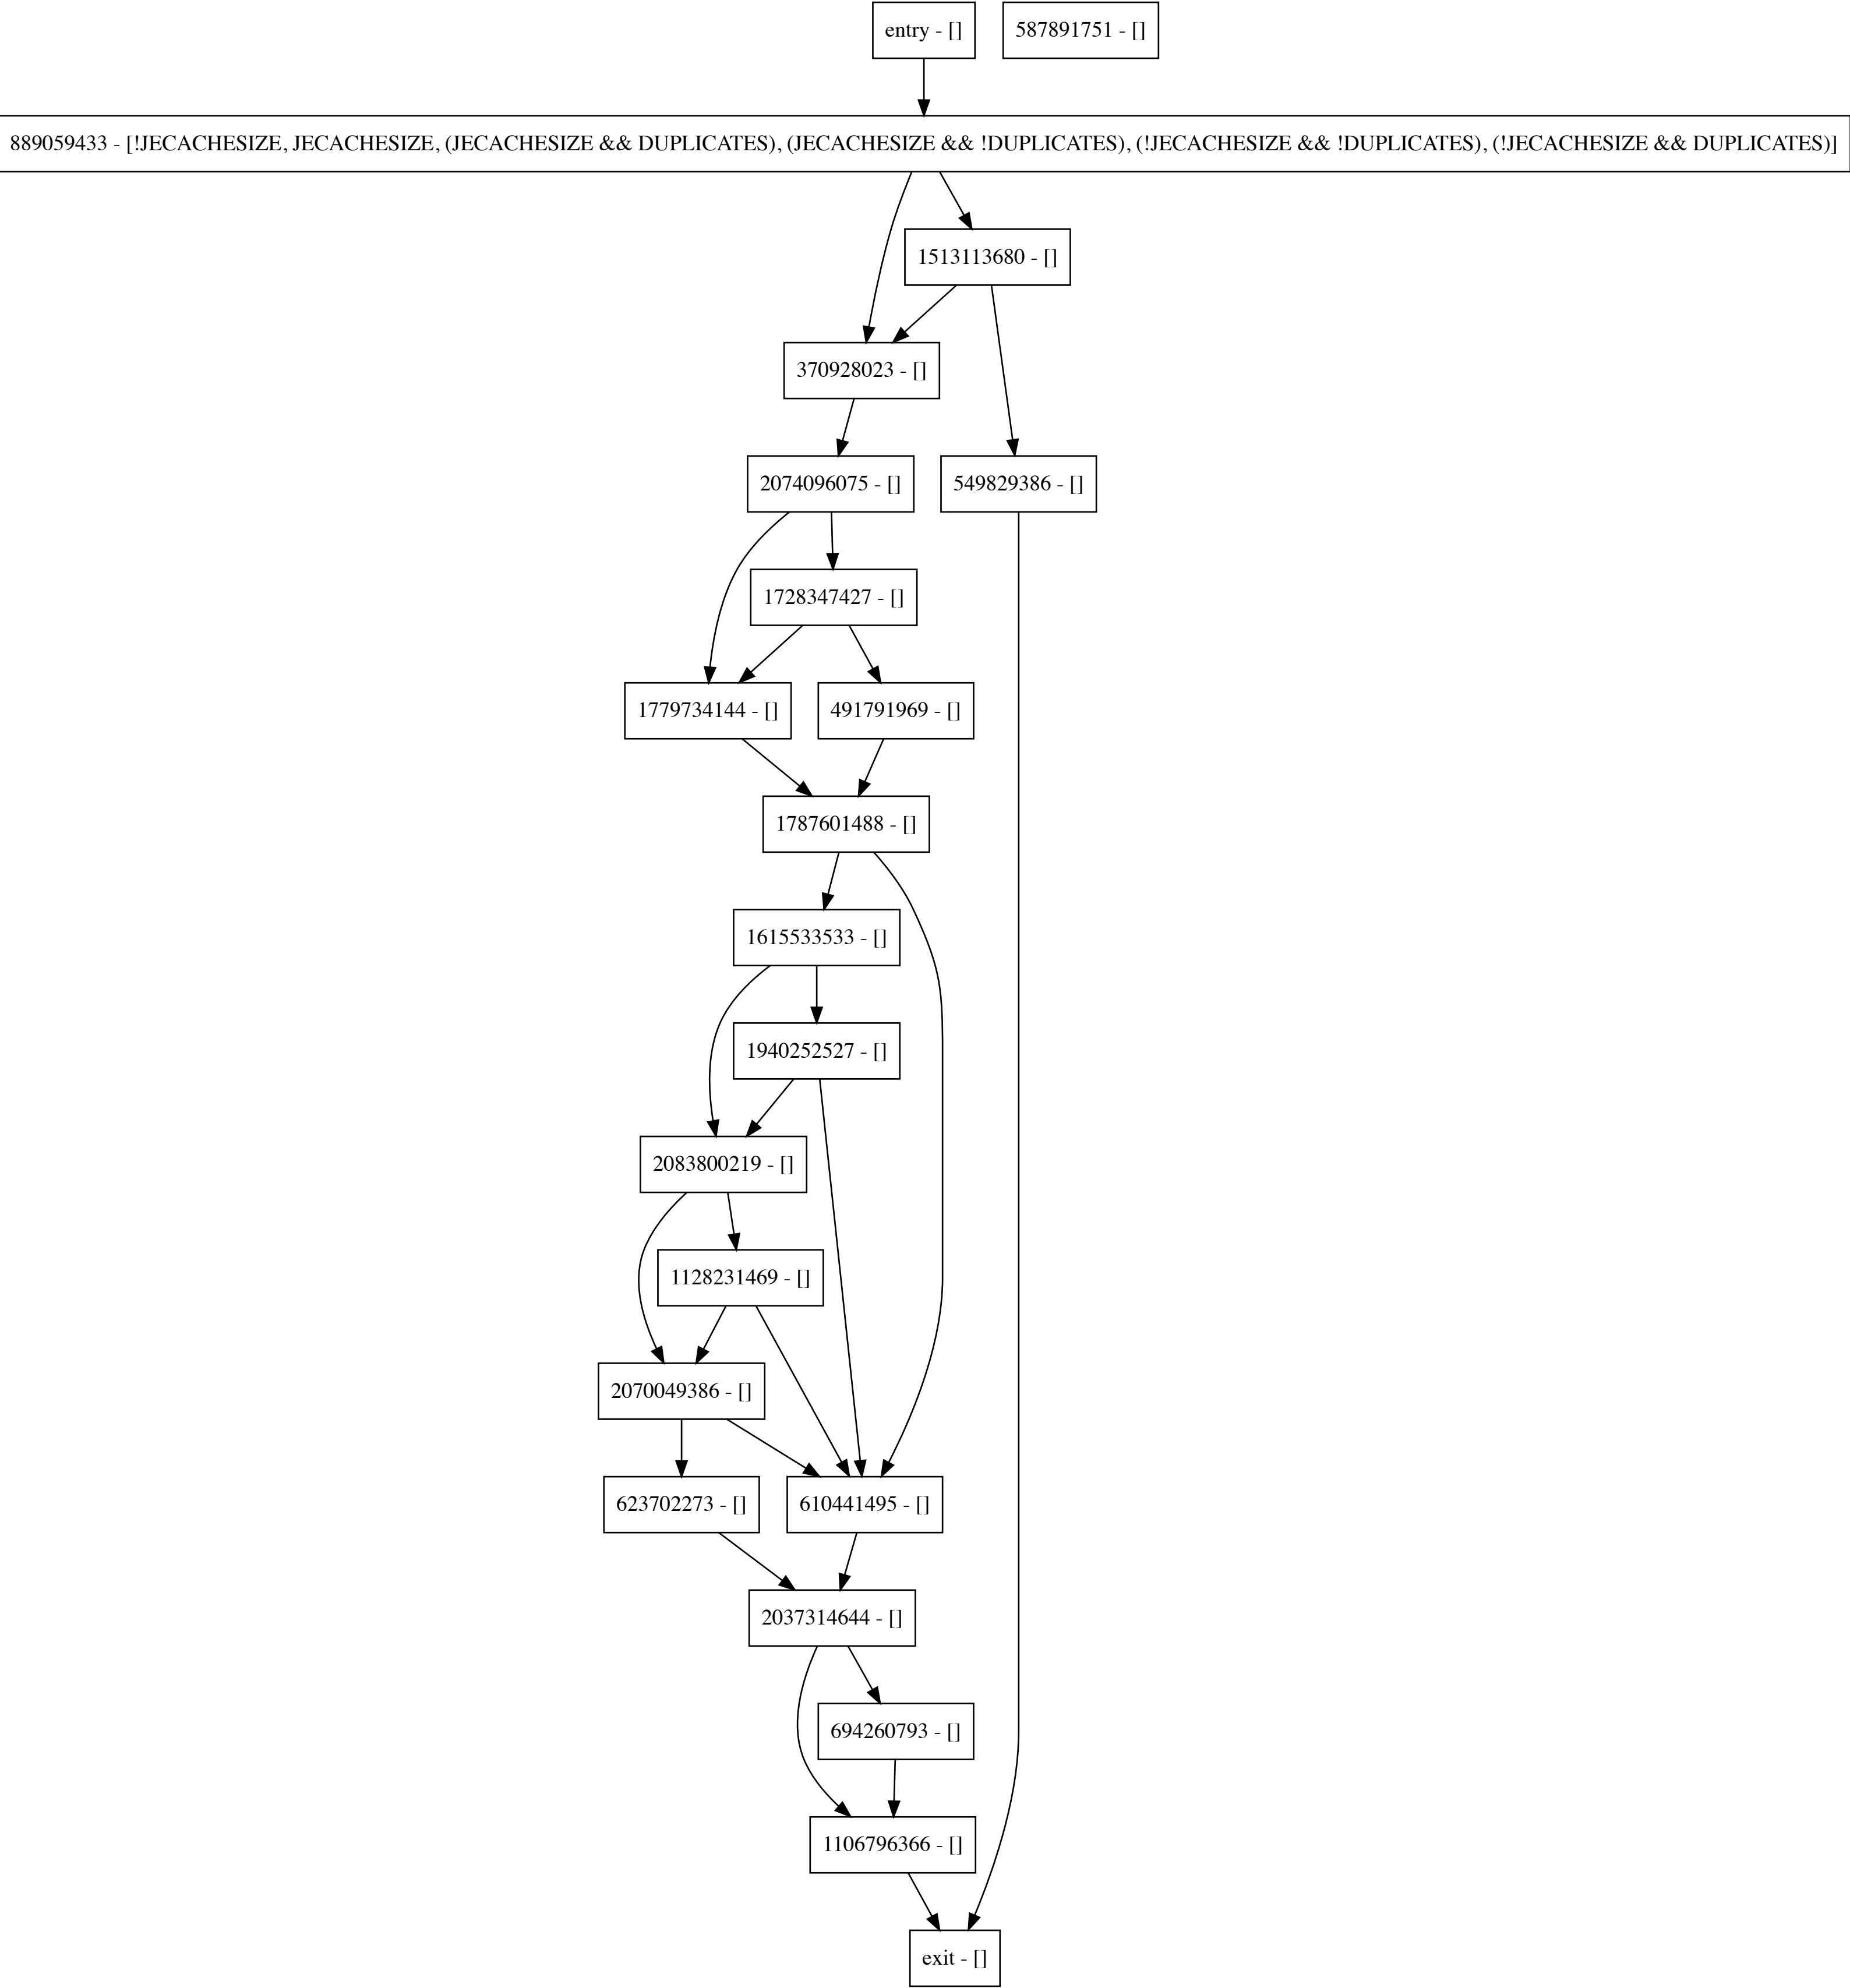 entry - []
587891751 - []
889059433 - [!JECACHESIZE, JECACHESIZE, (JECACHESIZE && DUPLICATES), (JECACHESIZE && !DUPLICATES), (!JECACHESIZE && !DUPLICATES), (!JECACHESIZE && DUPLICATES)]
1513113680 - []
370928023 - []
2074096075 - []
549829386 - []
1728347427 - []
1779734144 - []
491791969 - []
1787601488 - []
1615533533 - []
1940252527 - []
2083800219 - []
1128231469 - []
2070049386 - []
623702273 - []
610441495 - []
2037314644 - []
694260793 - []
1106796366 - []
exit - []